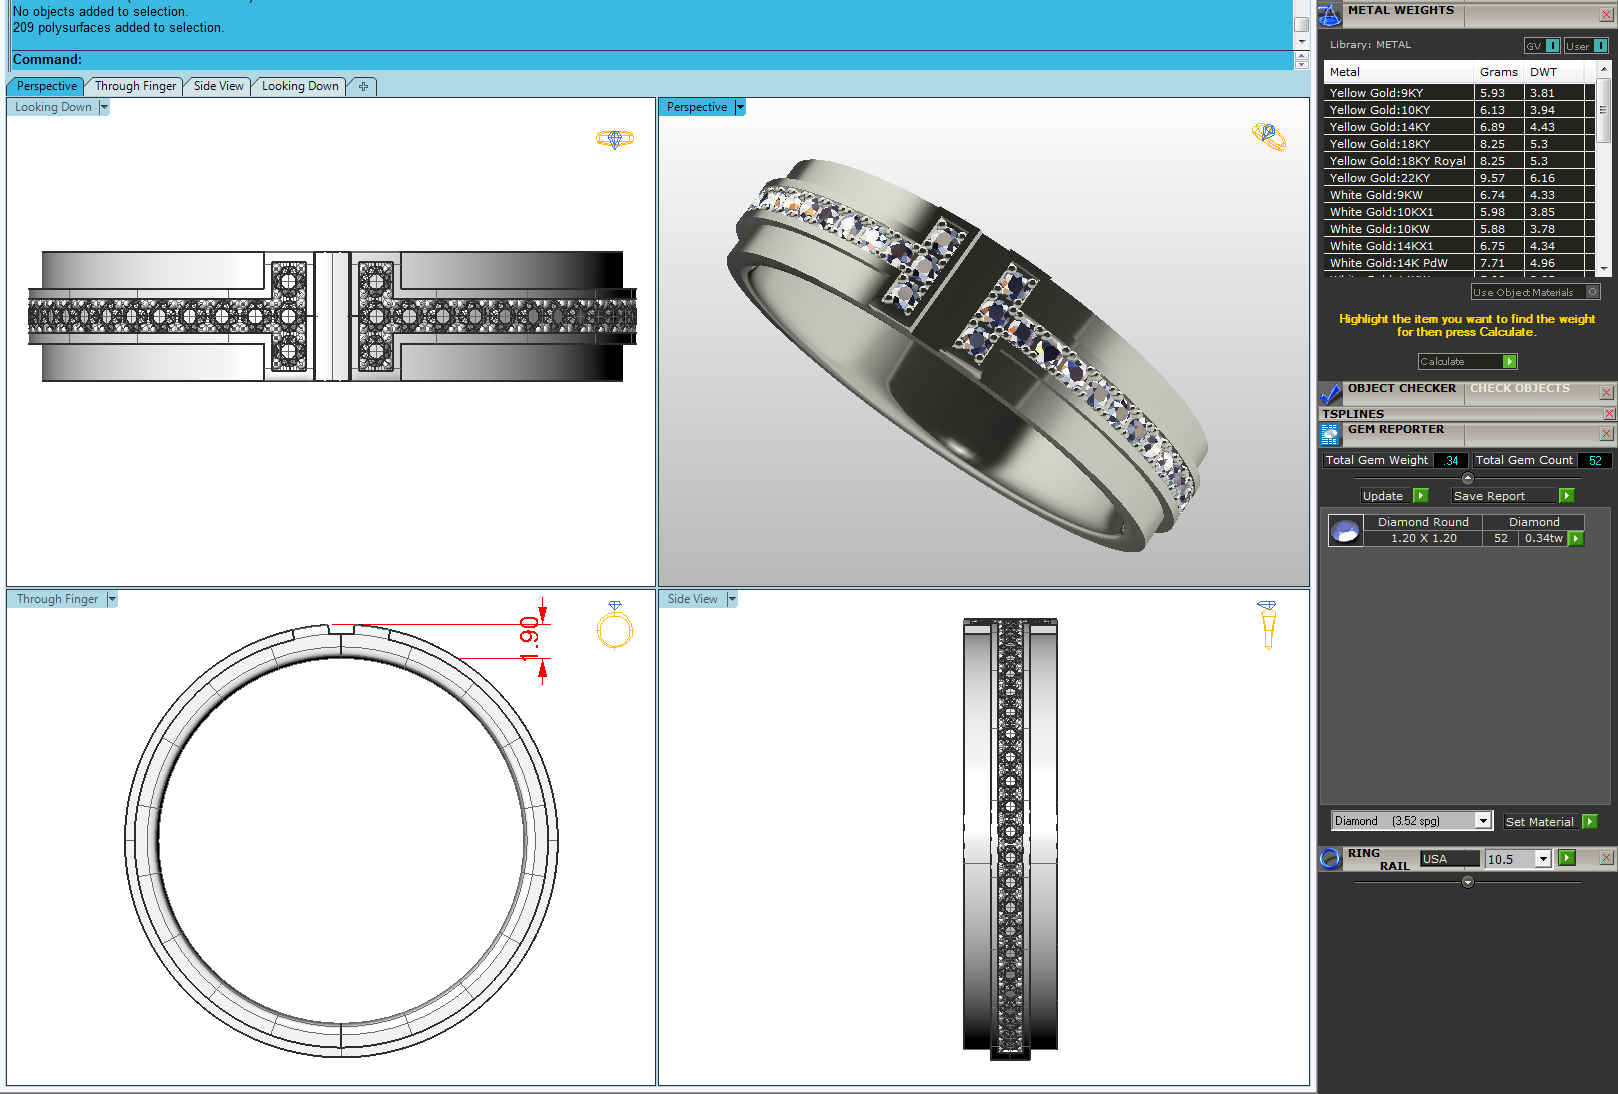 No objects added to selection.
209 polysurfaces added to selection.
Command:
Perspective
Through Finger
Side View
Looking Down
Looking Down
Perspective
Through Finger
1.90
Side View
METAL WEIGHTS
Library: METAL
GV
User
Metal Grams DWT
Yellow Gold:9KY 5.93 3.81
Yellow Gold:10KY 6.13 3.94
Yellow Gold:14KY 6.89 4.43
Yellow Gold:18KY 8.25 5.3
Yellow Gold:18KY Royal 8.25 5.3
Yellow Gold:22KY 9.57 6.16
White Gold:9KW 6.74 4.33
White Gold:10KX1 5.98 3.85
White Gold:10KW 5.88 3.78
White Gold:14KX1 6.75 4.34
White Gold:14K PdW 7.71 4.96
Use Object Materials
Highlight the item you want to find the weight
for then press Calculate.
Calculate
OBJECT CHECKER CHECK OBJECTS
TSPLINES
GEM REPORTER
Total Gem Weight .34 Total Gem Count 52
Update Save Report
Diamond Round Diamond
1.20 X 1.20 52 0.34tw
Diamond (3.52 spg) Set Material
RING
RAIL USA 10.5